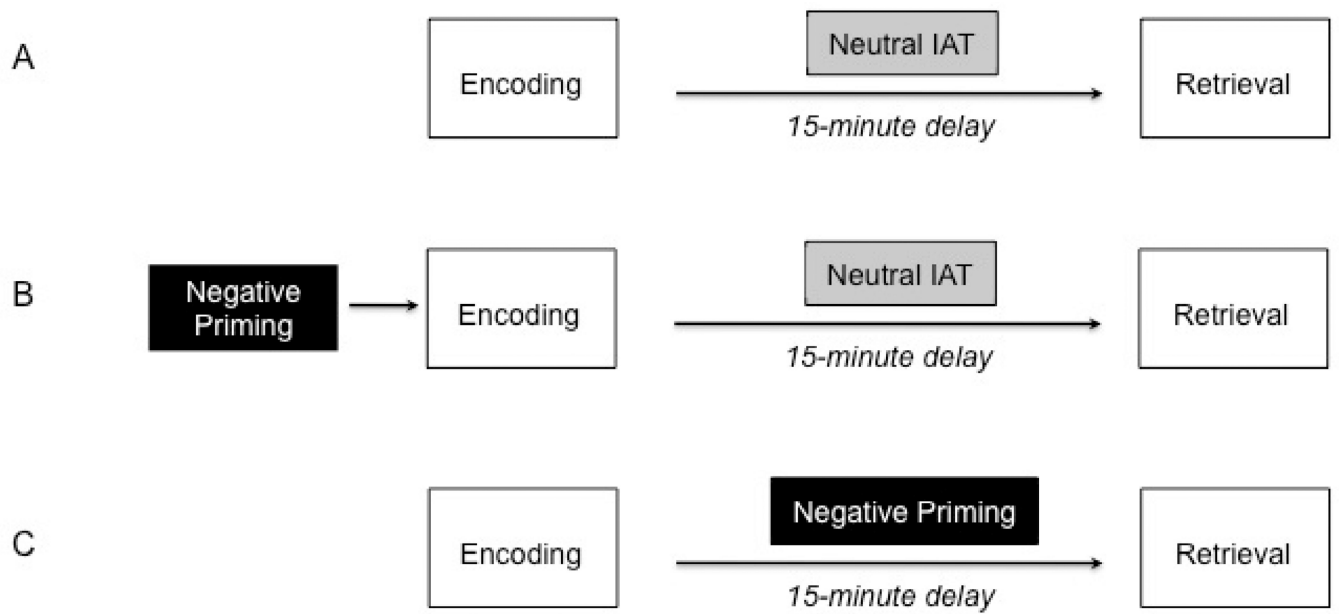 A
Encoding
Neutral IAT
15-minute delay
Retrieval
B
Negative
Priming
Encoding
Neutral IAT
15-minute delay
Retrieval
C
Encoding
Negative Priming
15-minute delay
Retrieval